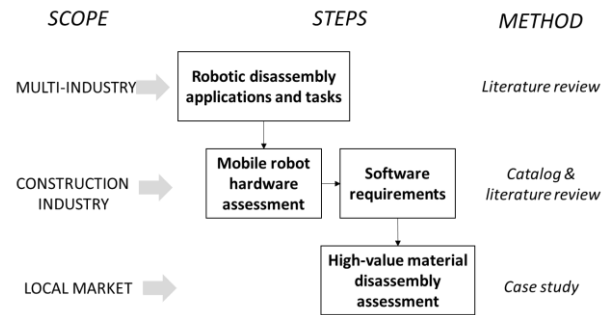 SCOPE STEPS METHOD
MULTI-INDUSTRY
Robotic disassembly
applications and tasks
Literature review
CONSTRUCTION
INDUSTRY
Mobile robot
hardware
assessment
Software
requirements
Catalog &
literature review
LOCAL MARKET
High-value material
disassembly
assessment
Case study